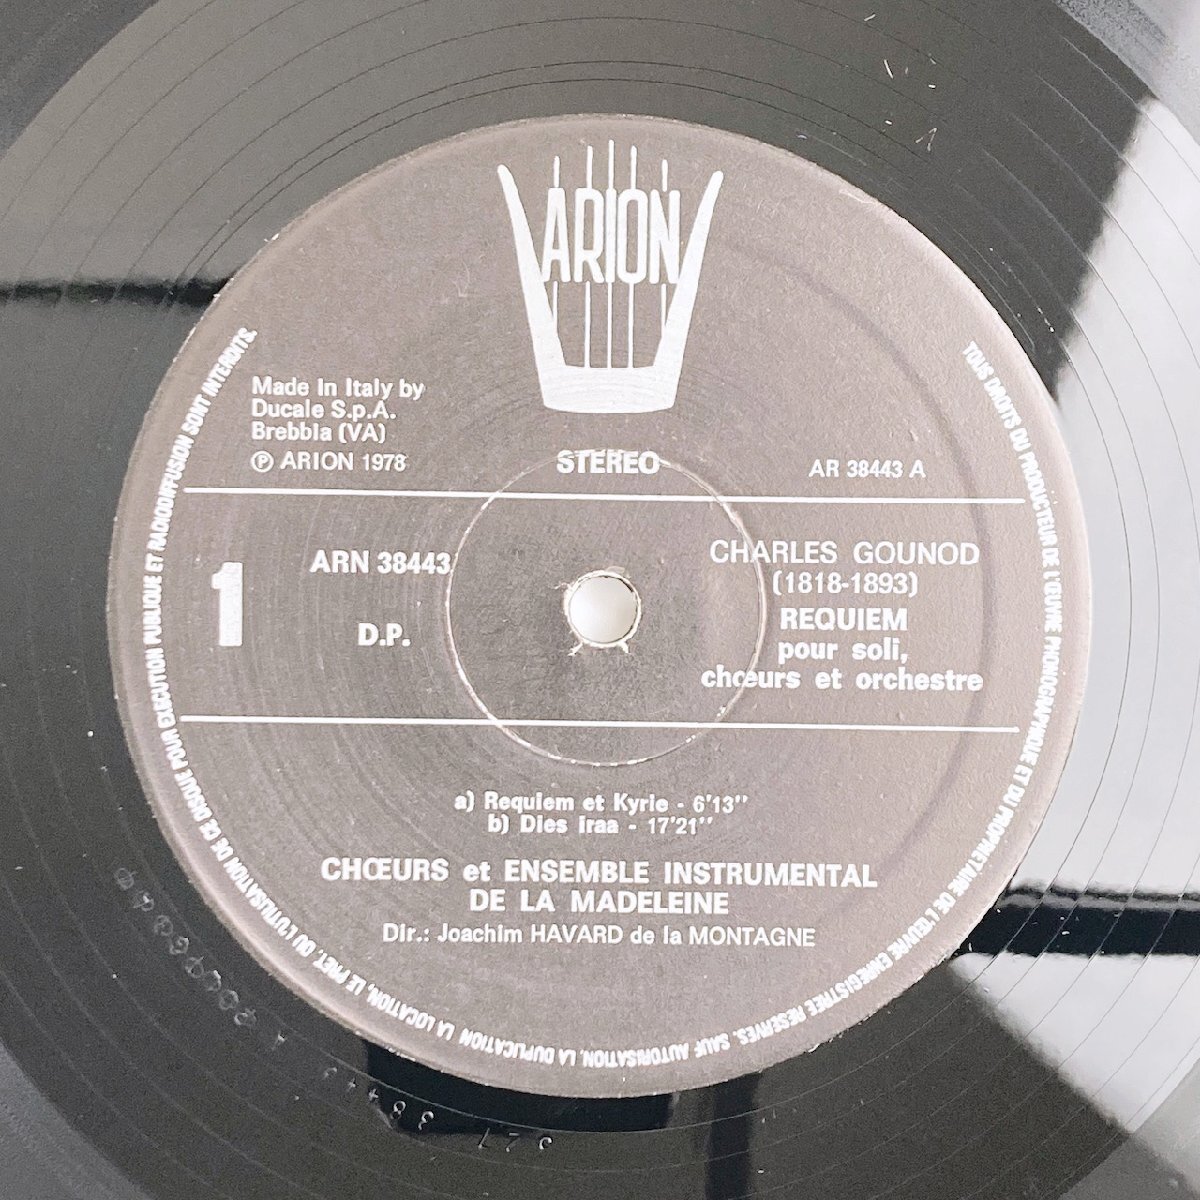 ARION
Made In Italy by
Ducale S.p.A.
Brebbia (VA)
℗ ARION 1978
STEREO
AR 38443 A
1
ARN 38443
D.P.
CHARLES GOUNOD
(1818-1893)
REQUIEM
pour soli,
chœurs et orchestre
a) Requiem et Kyrie - 6'13''
b) Dies Iraa - 17'21''
CHŒURS et ENSEMBLE INSTRUMENTAL
DE LA MADELEINE
Dir.: Joachim HAVARD de la MONTAGNE
TOUS DROITS DU PRODUCTEUR DE L'ŒUVRE PHONOGRAPHIQUE ET DU PROPRIETAIRE DE L'ŒUVRE ENREGISTREE RESERVES. SAUF AUTORISATION, LA DUPLICATION, LA LOCATION, LE PRET, OU L'UTILISATION DE CE DISQUE POUR EXECUTION PUBLIQUE ET RADIODIFFUSION SONT INTERDITS.